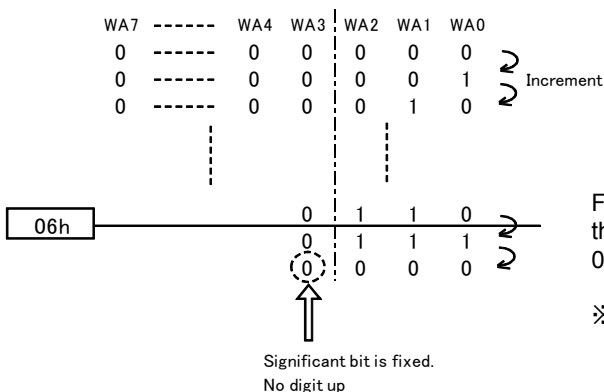 WA7 ------ WA4 WA3 WA2 WA1 WA0
0 ------ 0 0 0 0 0
0 ------ 0 0 0 0 1
Increment
0 ------ 0 0 0 1 0
0 1 1 0
06h
0 1 1 1
0 0 0 0
F
th
0
※
Significant bit is fixed.
No digit up